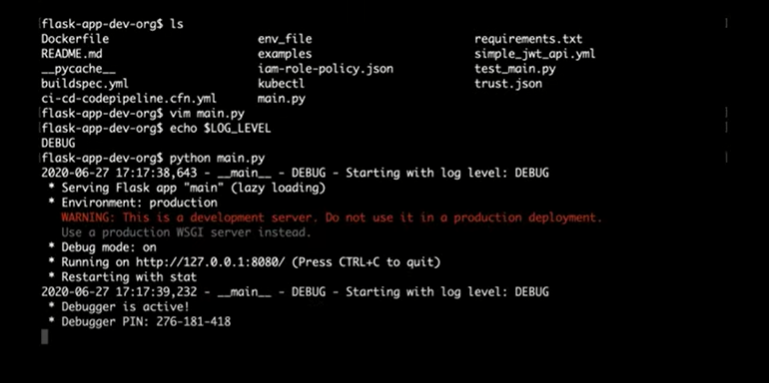 flask-app-dev-org$ ls
Dockerfile env_file requirements.txt
README.md examples simple_jwt_api.yml
__pycache__ iam-role-policy.json test_main.py
buildspec.yml kubectl trust.json
ci-cd-codepipeline.cfn.yml main.py
flask-app-dev-org$ vim main.py
flask-app-dev-org$ echo $LOG_LEVEL
DEBUG
flask-app-dev-org$ python main.py
2020-06-27 17:17:38,643 - __main__ - DEBUG - Starting with log level: DEBUG
* Serving Flask app "main" (lazy loading)
* Environment: production
WARNING: This is a development server. Do not use it in a production deployment.
Use a production WSGI server instead.
* Debug mode: on
* Running on http://127.0.0.1:8080/ (Press CTRL+C to quit)
* Restarting with stat
2020-06-27 17:17:39,232 - __main__ - DEBUG - Starting with log level: DEBUG
* Debugger is active!
* Debugger PIN: 276-181-418